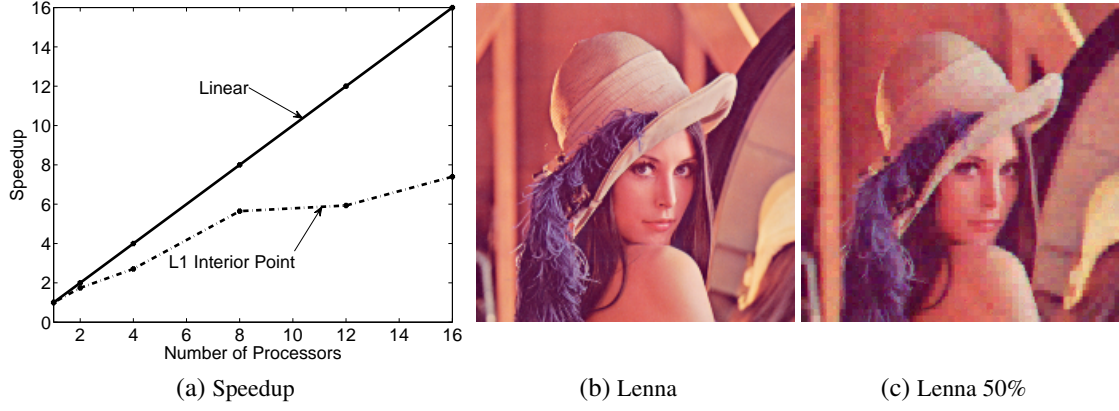 16
14
12
10
8
6
4
2
0
Speedup
Linear
L1 Interior Point
2 4 6 8 10 12 14 16
Number of Processors
(a) Speedup
(b) Lenna
(c) Lenna 50%